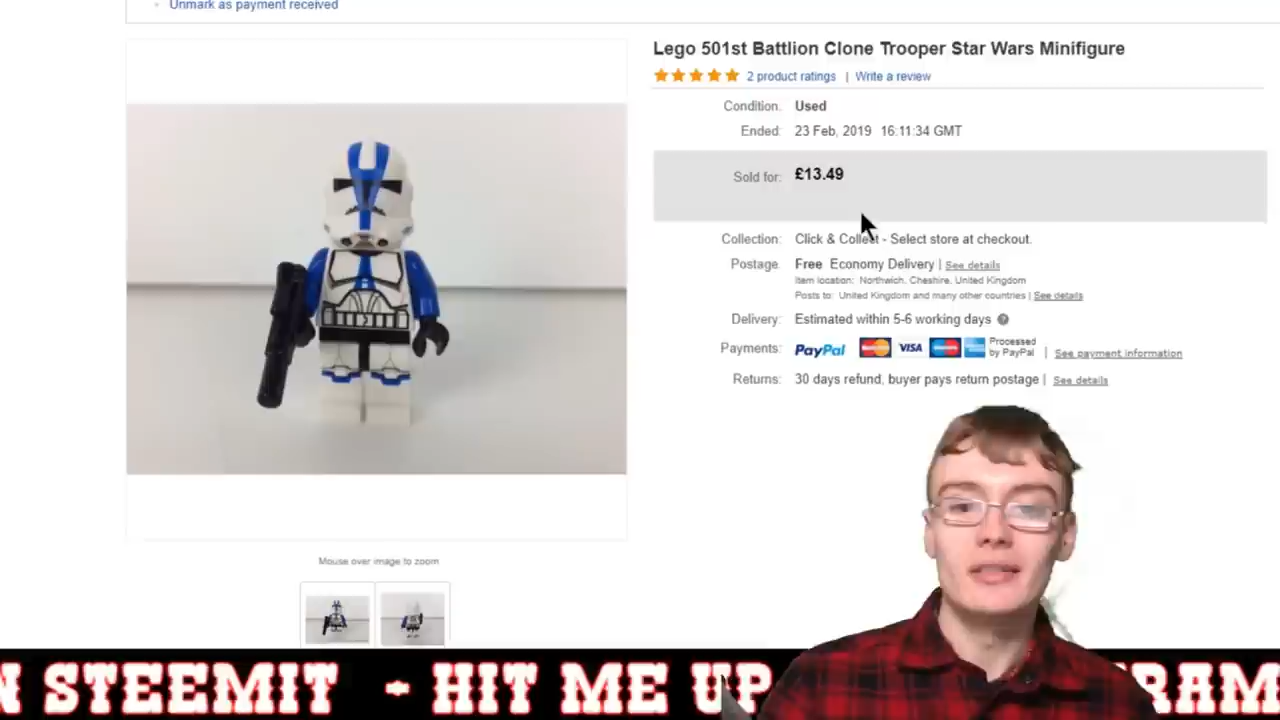 Unmark as payment received
Lego 501st Battlion Clone Trooper Star Wars Minifigure
2 product ratings | Write a review
Condition: Used
Ended: 23 Feb, 2019 16:11:34 GMT
Sold for: £13.49
Collection: Click & Collect - Select store at checkout.
Postage: Free Economy Delivery | See details
Item location: Northwich, Cheshire, United Kingdom
Posts to: United Kingdom and many other countries | See details
Delivery: Estimated within 5-6 working days
Payments: PayPal VISA Processed by PayPal | See payment information
Returns: 30 days refund, buyer pays return postage | See details
Mouse over image to zoom
N STEEMIT - HIT ME UP RAM